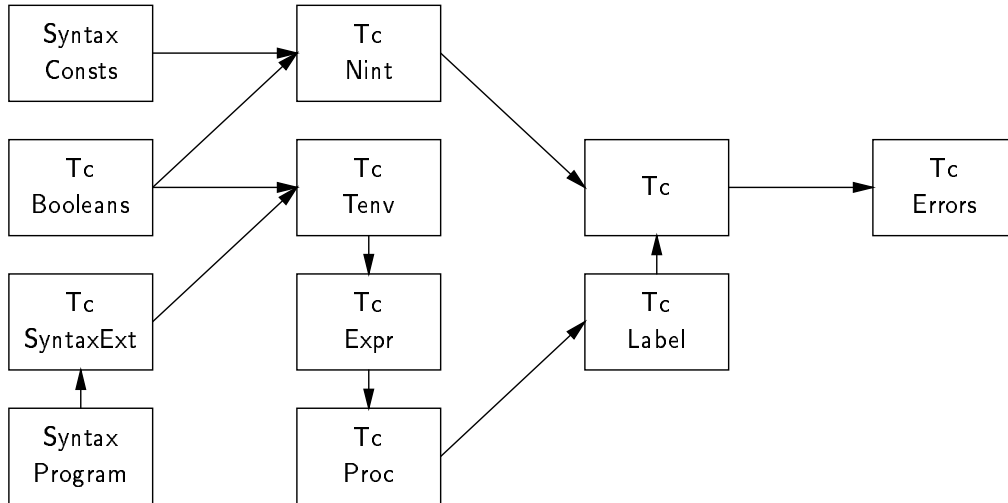 Syntax
Consts
Tc
Nint
Tc
Booleans
Tc
Tenv
Tc
Tc
Errors
Tc
SyntaxExt
Tc
Expr
Tc
Label
Syntax
Program
Tc
Proc